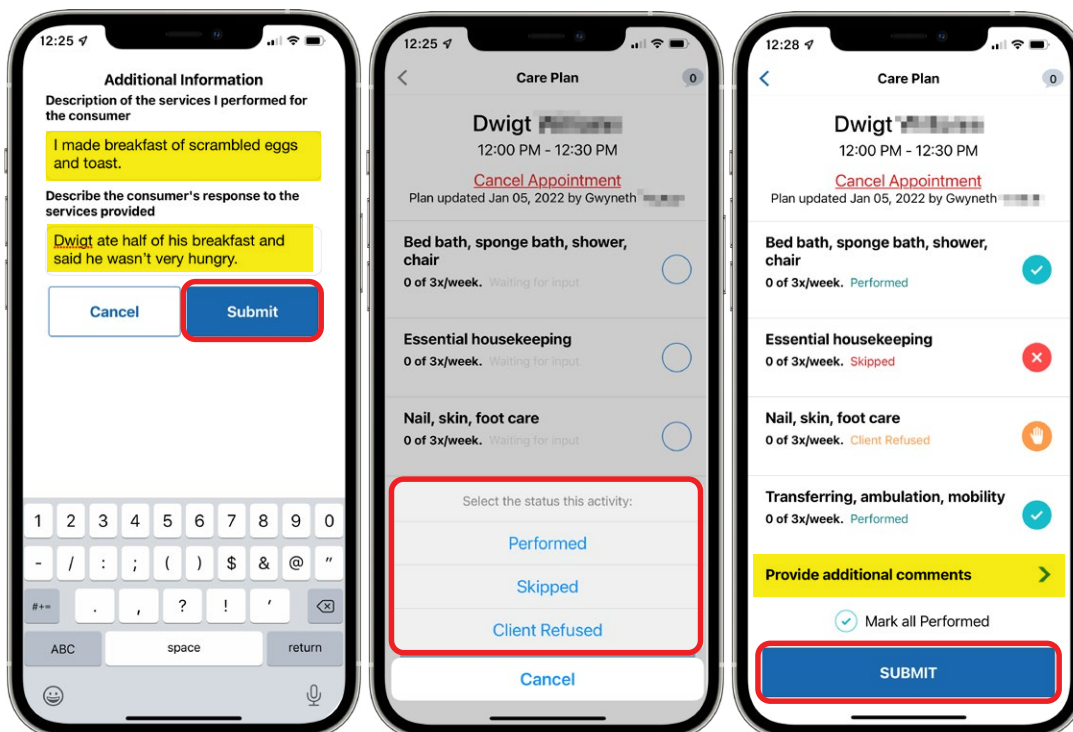 12:25
Additional Information
Description of the services I performed for
the consumer
I made breakfast of scrambled eggs
and toast.
Describe the consumer's response to the
services provided
Dwigt ate half of his breakfast and
said he wasn't very hungry.
Cancel
Submit
1 2 3 4 5 6 7 8 9 0
- / : ; ( ) $ & @ "
#+= . , ? ! '
ABC space return
12:25
Care Plan
0
Dwigt
12:00 PM - 12:30 PM
Cancel Appointment
Plan updated Jan 05, 2022 by Gwyneth
Bed bath, sponge bath, shower,
chair
0 of 3x/week. Waiting for input
Essential housekeeping
0 of 3x/week. Waiting for input
Nail, skin, foot care
0 of 3x/week. Waiting for input
Select the status this activity:
Performed
Skipped
Client Refused
Cancel
12:28
Care Plan
0
Dwigt
12:00 PM - 12:30 PM
Cancel Appointment
Plan updated Jan 05, 2022 by Gwyneth
Bed bath, sponge bath, shower,
chair
0 of 3x/week. Performed
Essential housekeeping
0 of 3x/week. Skipped
Nail, skin, foot care
0 of 3x/week. Client Refused
Transferring, ambulation, mobility
0 of 3x/week. Performed
Provide additional comments
Mark all Performed
SUBMIT